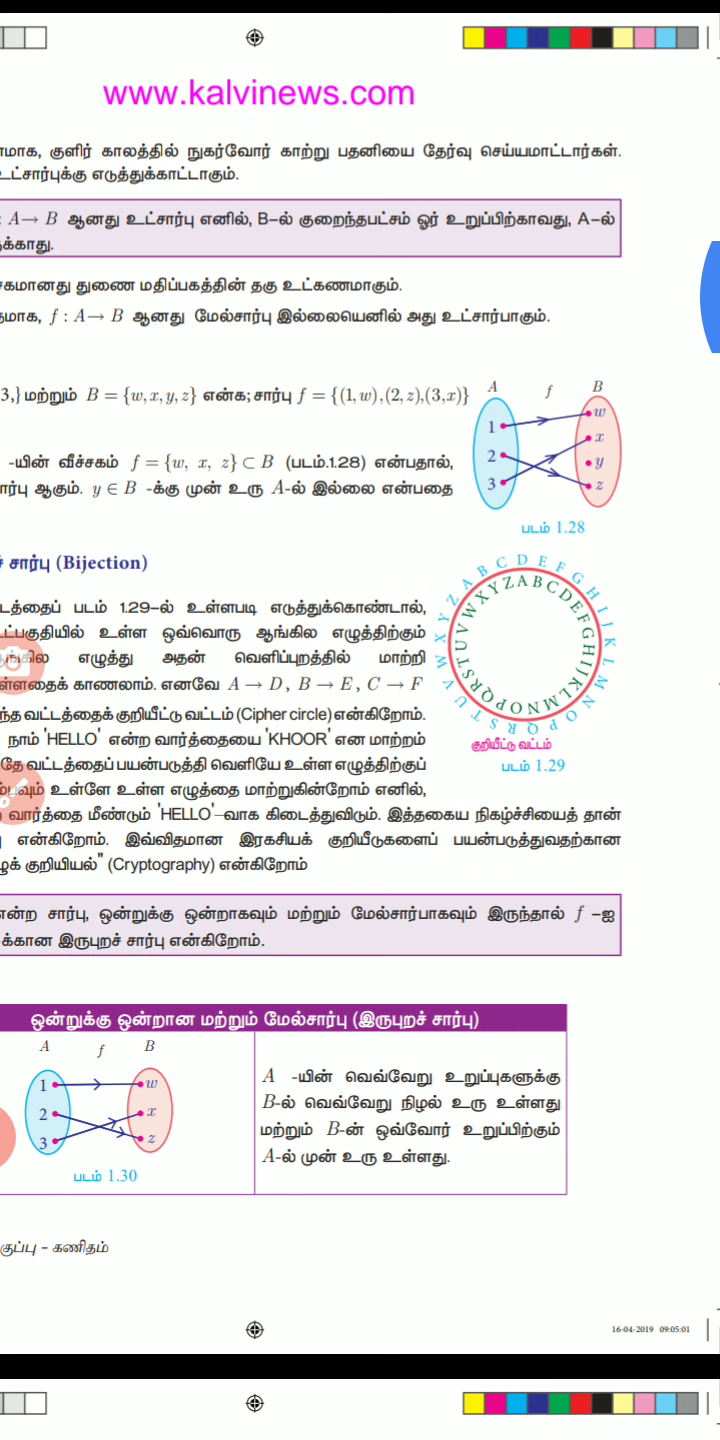 www.kalvinews.com
மாக, குளிர் காலத்தில் நுகர்வோர் காற்று பதனியை தேர்வு செய்யமாட்டார்கள்.
உட்சார்புக்கு எடுத்துக்காட்டாகும்.
: A→ B ஆனது உட்சார்பு எனில், B–ல் குறைந்தபட்சம் ஓர் உறுப்பிற்காவது, A–ல்
க்காது.
சகமானது துணை மதிப்பகத்தின் தகு உட்கணமாகும்.
மாக, f : A→ B ஆனது மேல்சார்பு இல்லையெனில் அது உட்சார்பாகும்.
3,} மற்றும் B = {w, x, y, z} என்க; சார்பு f = {(1, w),(2, z),(3,x)}
A f B
1 w
2 x
3 y
z
-யின் வீச்சகம் f = {w, x, z} ⊂ B (படம்.1.28) என்பதால்,
ார்பு ஆகும். y ∈ B -க்கு முன் உரு A-ல் இல்லை என்பதை
படம் 1.28
ச் சார்பு (Bijection)
டத்தைப் படம் 1.29–ல் உள்ளபடி எடுத்துக்கொண்டால்,
ட்பகுதியில் உள்ள ஒவ்வொரு ஆங்கில எழுத்திற்கும்
ஆங்கில எழுத்து அதன் வெளிப்புறத்தில் மாற்றி
ள்ளதைக் காணலாம். எனவே A → D , B → E , C → F
ந்த வட்டத்தைக் குறியீட்டு வட்டம் (Cipher circle) என்கிறோம்.
நாம் 'HELLO' என்ற வார்த்தையை 'KHOOR' என மாற்றம்
தே வட்டத்தைப் பயன்படுத்தி வெளியே உள்ள எழுத்திற்குப்
ம்பவும் உள்ளே உள்ள எழுத்தை மாற்றுகின்றோம் எனில்,
வார்த்தை மீண்டும் 'HELLO'–வாக கிடைத்துவிடும். இத்தகைய நிகழ்ச்சியைத் தான்
என்கிறோம். இவ்விதமான இரகசியக் குறியீடுகளைப் பயன்படுத்துவதற்கான
ழுக் குறியியல்" (Cryptography) என்கிறோம்
A B C D E F G H I J K L M N O P Q R S T U V W X Y Z
A B C D E F G H I J K L M N O P Q R S T U V W X Y Z
குறியீட்டு வட்டம்
படம் 1.29
என்ற சார்பு, ஒன்றுக்கு ஒன்றாகவும் மற்றும் மேல்சார்பாகவும் இருந்தால் f –ஐ
க்கான இருபுறச் சார்பு என்கிறோம்.
ஒன்றுக்கு ஒன்றான மற்றும் மேல்சார்பு (இருபுறச் சார்பு)
A f B
1 w
2 x
3 z
படம் 1.30
A -யின் வெவ்வேறு உறுப்புகளுக்கு
B-ல் வெவ்வேறு நிழல் உரு உள்ளது
மற்றும் B-ன் ஒவ்வோர் உறுப்பிற்கும்
A-ல் முன் உரு உள்ளது.
குப்பு – கணிதம்
16-04-2019 09:05:01